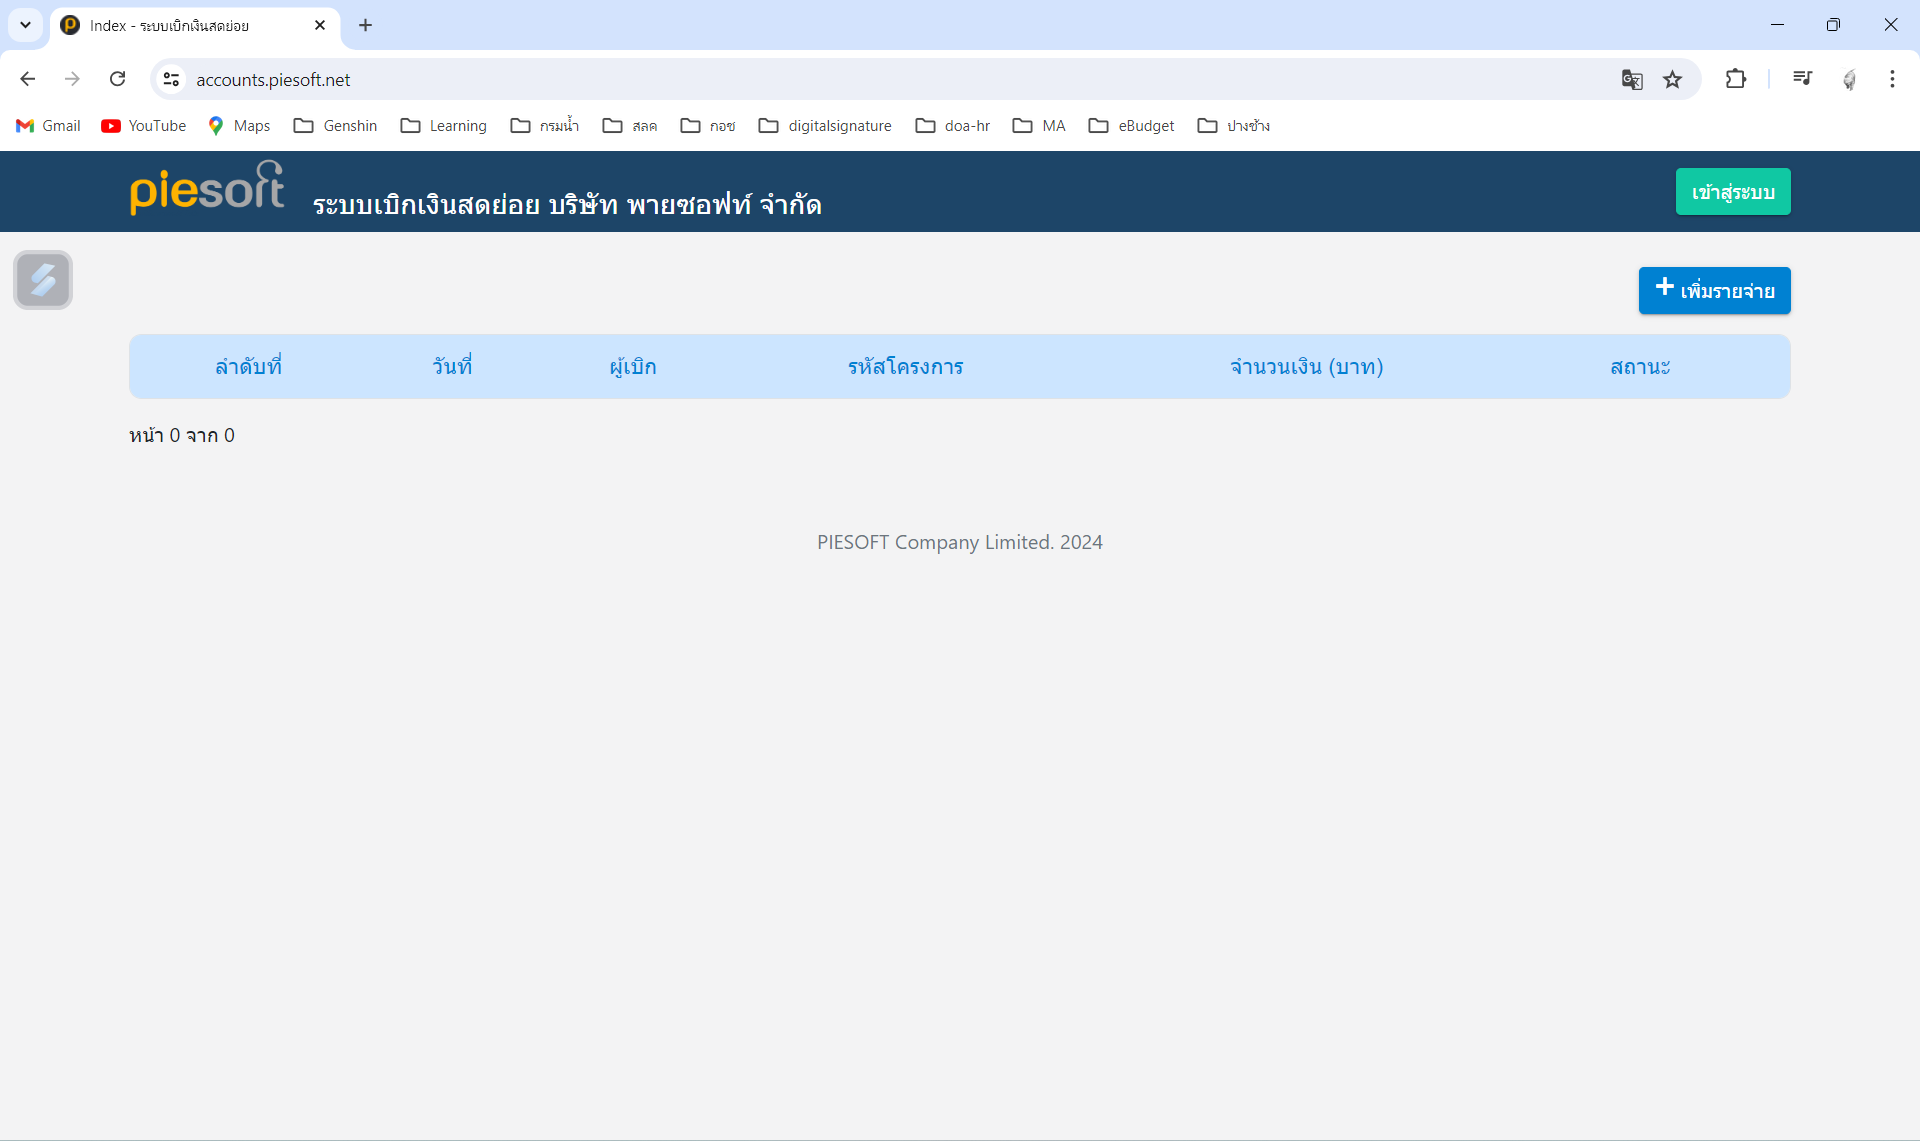 Index - ระบบเบิกเงินสดย่อย
accounts.piesoft.net
Gmail YouTube Maps Genshin Learning กรมน้ำ สลค กอช digitalsignature doa-hr MA eBudget ปางช้าง
piesoft ระบบเบิกเงินสดย่อย บริษัท พายซอฟท์ จำกัด เข้าสู่ระบบ
+ เพิ่มรายจ่าย
ลำดับที่ วันที่ ผู้เบิก รหัสโครงการ จำนวนเงิน (บาท) สถานะ
หน้า 0 จาก 0
PIESOFT Company Limited. 2024